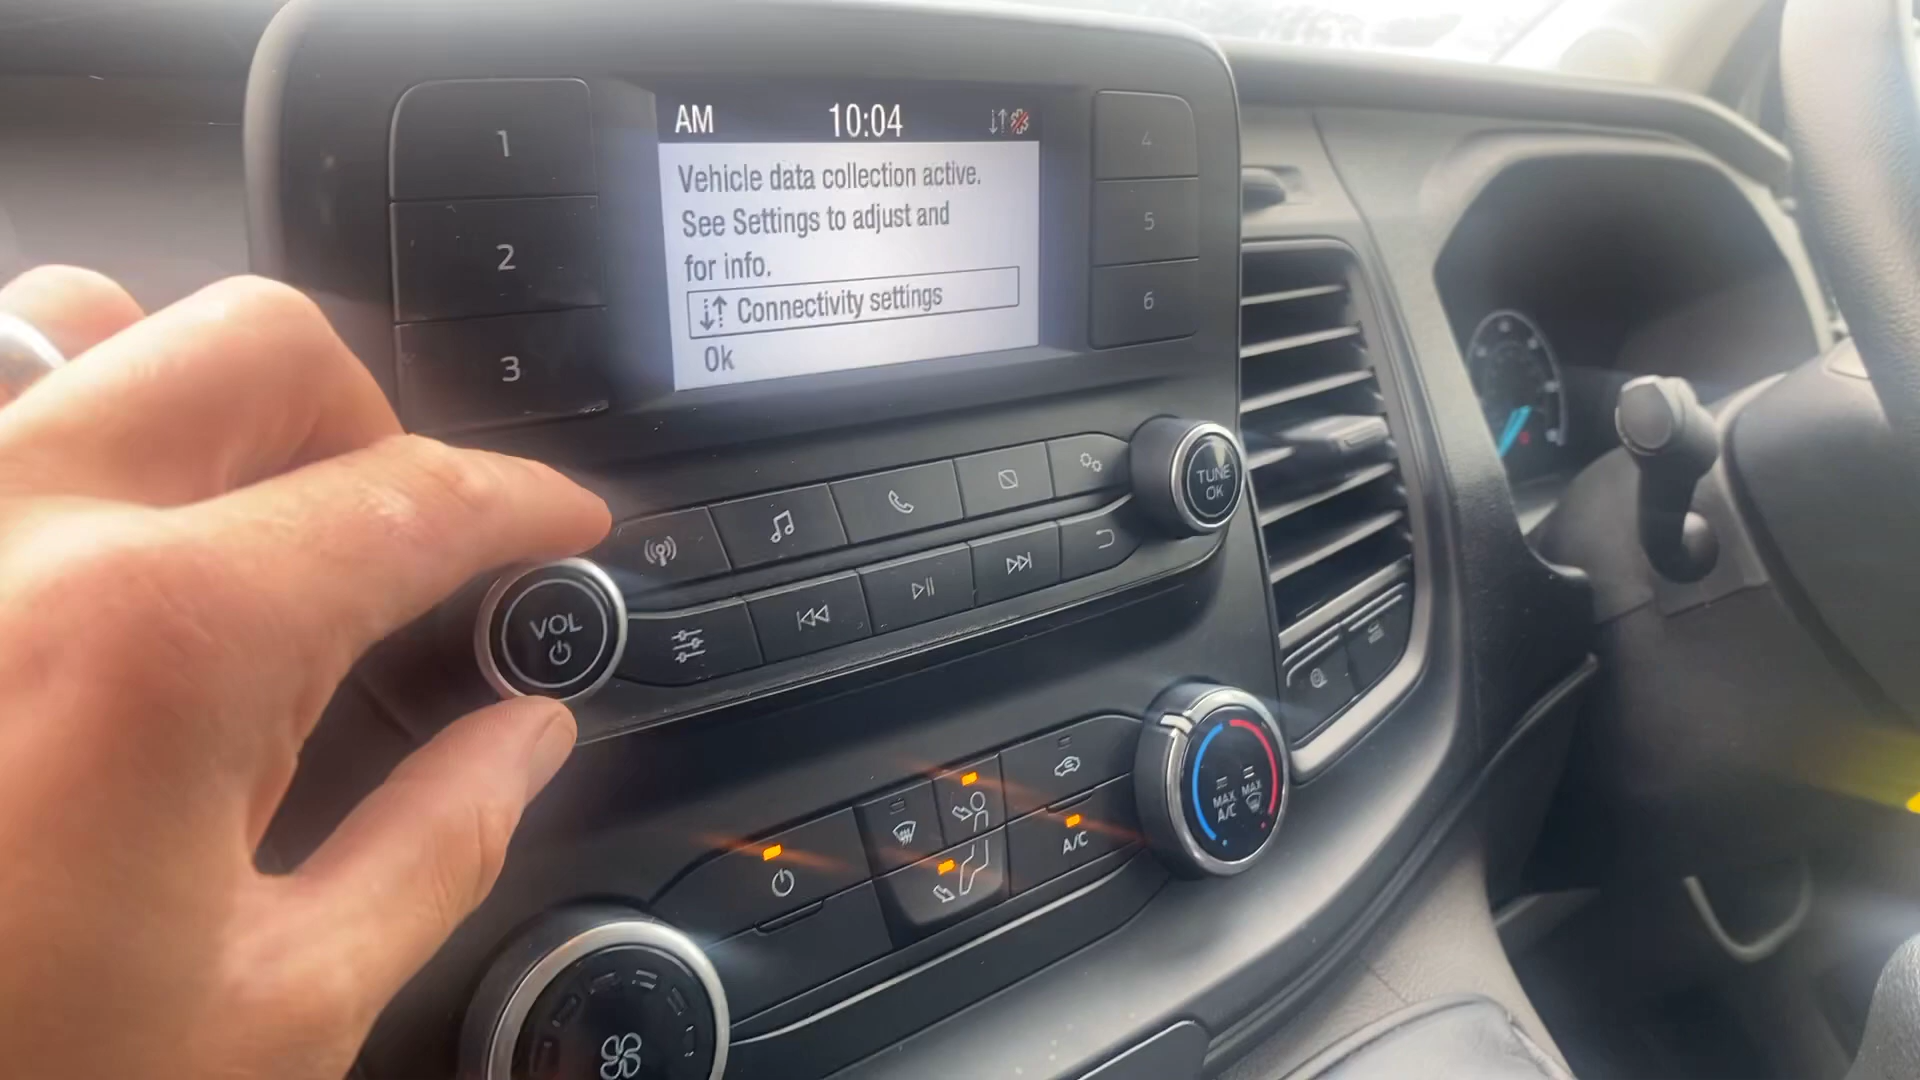 AM 10:04
Vehicle data collection active.
See Settings to adjust and
for info.
Connectivity settings
Ok
1
2
3
4
5
6
TUNE
OK
VOL
A/C
MAX
A/C
MAX